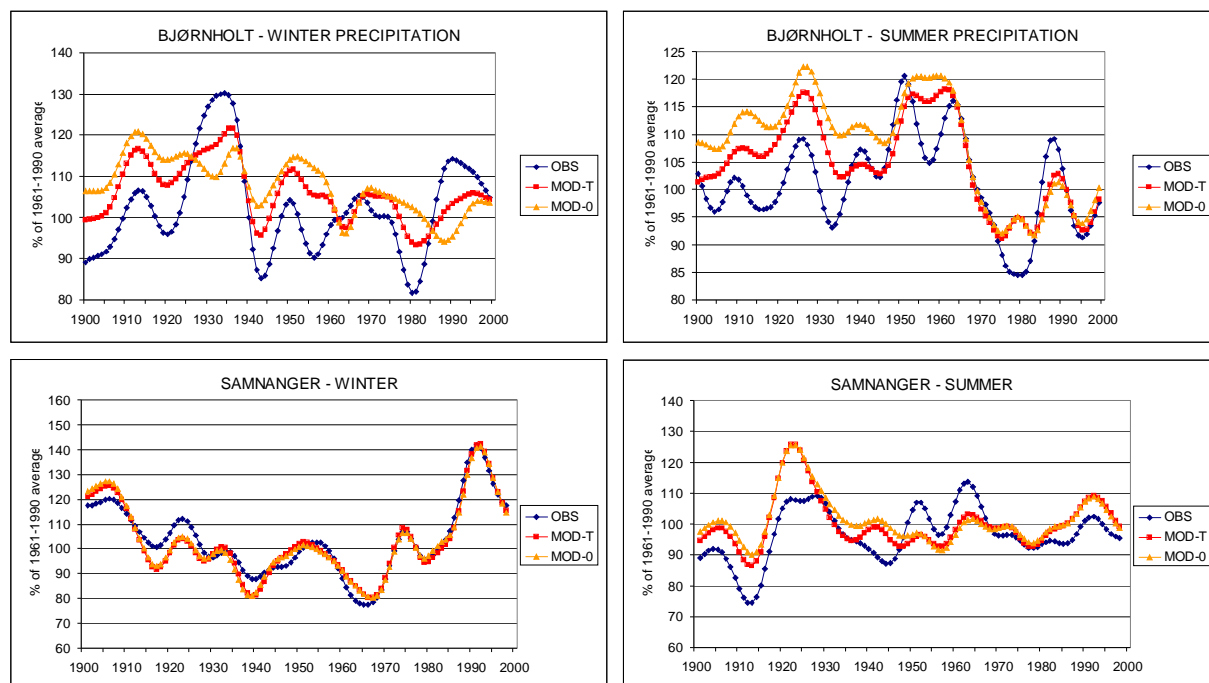 BJØRNHOLT - WINTER PRECIPITATION
% of 1961-1990 average
140
130
120
110
100
90
80
1900 1910 1920 1930 1940 1950 1960 1970 1980 1990 2000
OBS
MOD-T
MOD-0
BJØRNHOLT - SUMMER PRECIPITATION
% of 1961-1990 average
125
120
115
110
105
100
95
90
85
80
1900 1910 1920 1930 1940 1950 1960 1970 1980 1990 2000
OBS
MOD-T
MOD-0
SAMNANGER - WINTER
% of 1961-1990 average
160
150
140
130
120
110
100
90
80
70
60
1900 1910 1920 1930 1940 1950 1960 1970 1980 1990 2000
OBS
MOD-T
MOD-0
SAMNANGER - SUMMER
% of 1961-1990 average
140
130
120
110
100
90
80
70
60
1900 1910 1920 1930 1940 1950 1960 1970 1980 1990 2000
OBS
MOD-T
MOD-0